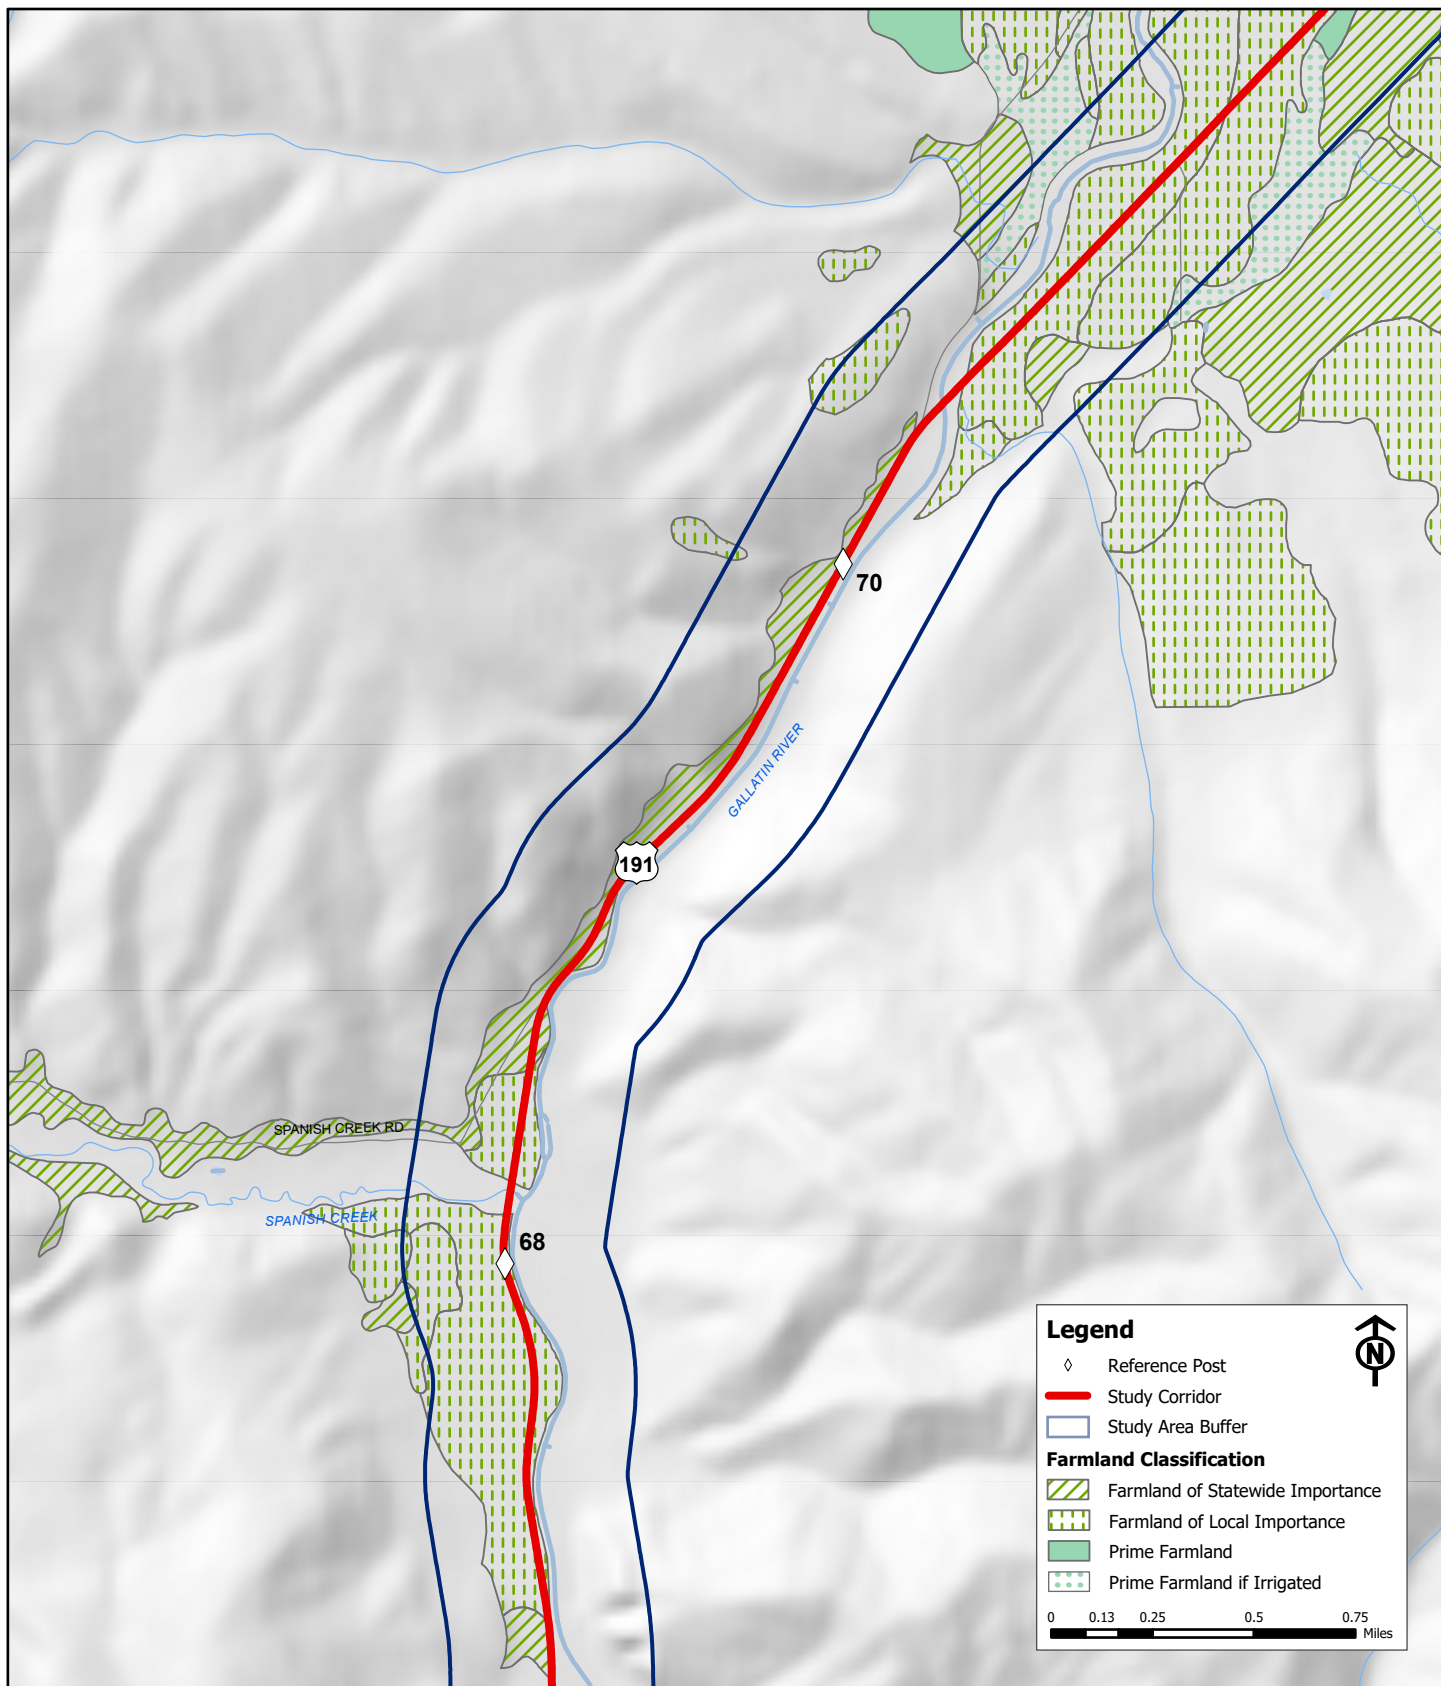 70
GALLATIN RIVER
191
SPANISH CREEK RD
SPANISH CREEK
68
Legend
N
Reference Post
Study Corridor
Study Area Buffer
Farmland Classification
Farmland of Statewide Importance
Farmland of Local Importance
Prime Farmland
Prime Farmland if Irrigated
0 0.13 0.25 0.5 0.75
Miles